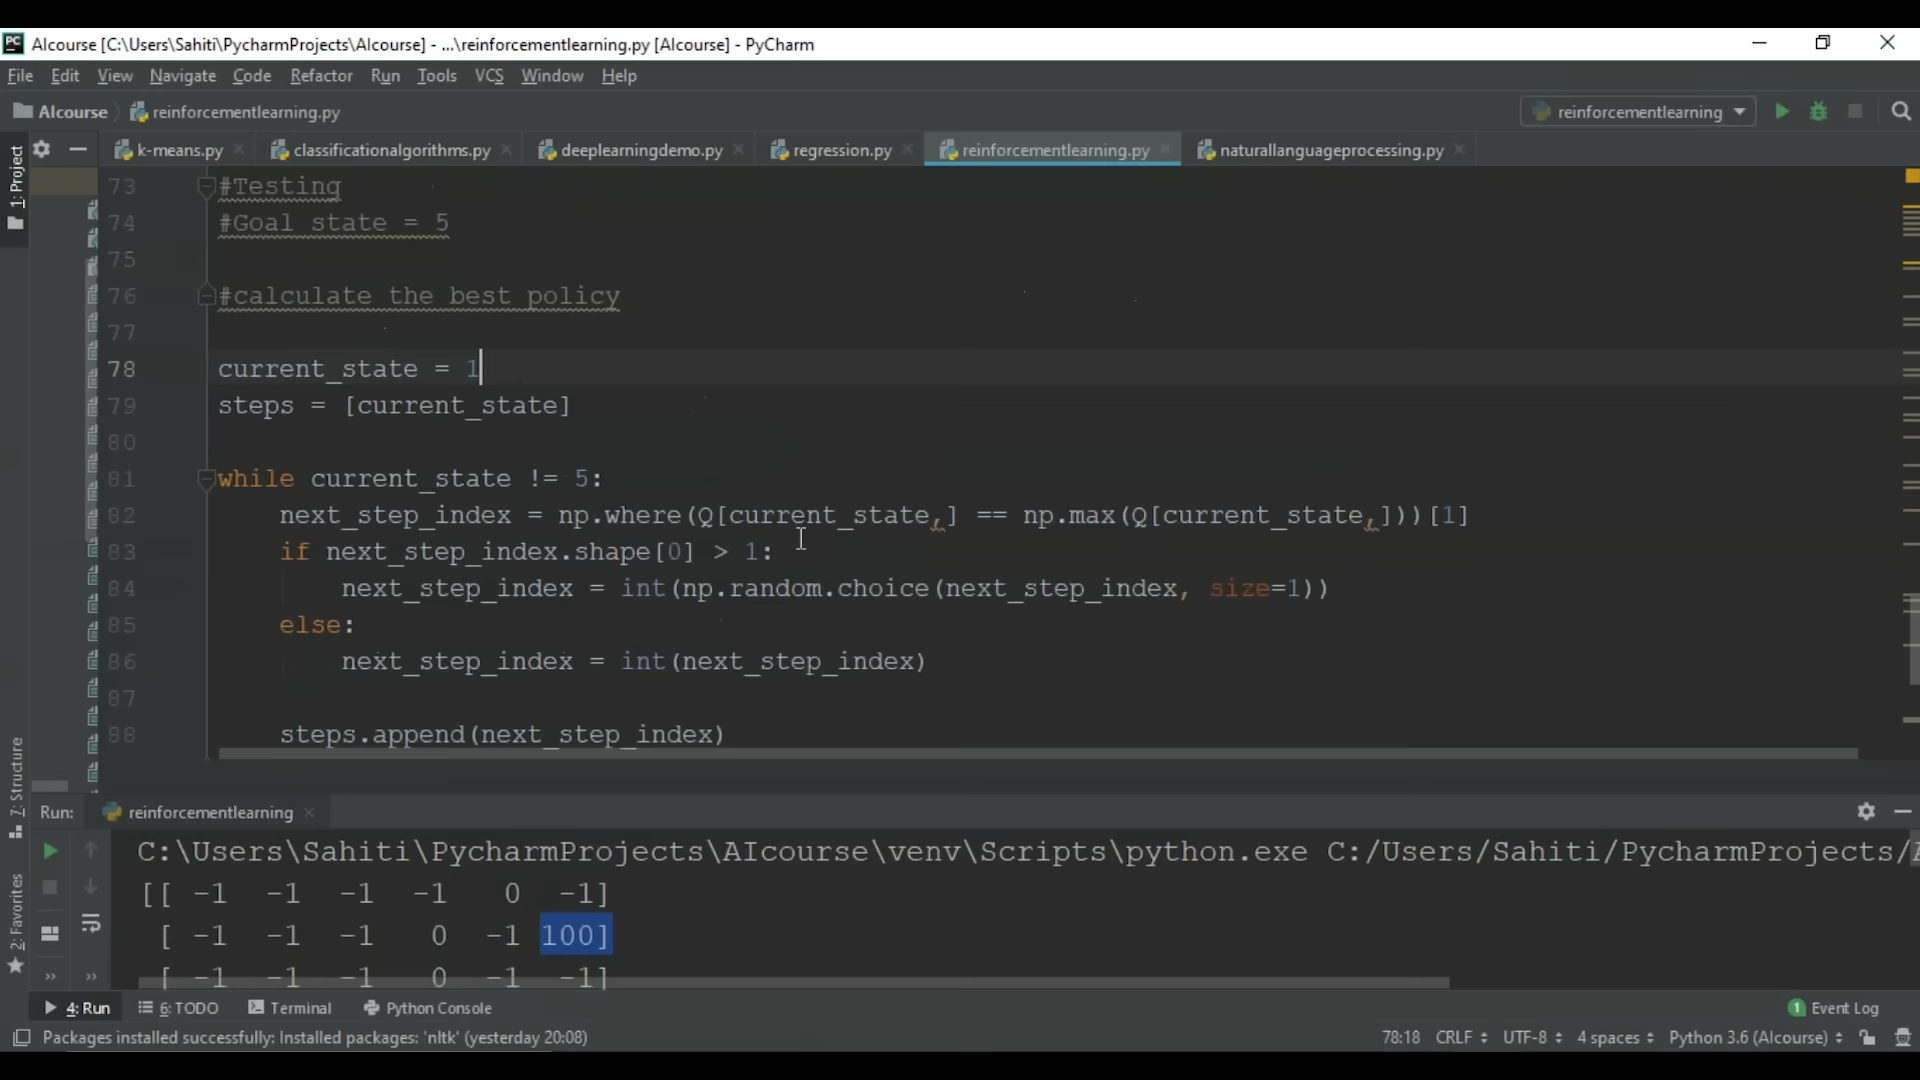 PC AIcourse [C:\Users\Sahiti\PycharmProjects\AIcourse] - ...\reinforcementlearning.py [AIcourse] - PyCharm
File Edit View Navigate Code Refactor Run Tools VCS Window Help
AIcourse reinforcementlearning.py reinforcementlearning
1: Project
k-means.py classificationalgorithms.py deeplearningdemo.py regression.py reinforcementlearning.py naturallanguageprocessing.py
73 #Testing
74 #Goal state = 5
75
76 #calculate the best policy
77
78 current_state = 1
79 steps = [current_state]
80
81 while current_state != 5:
82 next_step_index = np.where(Q[current_state,] == np.max(Q[current_state,]))[1]
83 if next_step_index.shape[0] > 1:
84 next_step_index = int(np.random.choice(next_step_index, size=1))
85 else:
86 next_step_index = int(next_step_index)
87
88 steps.append(next_step_index)
7: Structure
2: Favorites
Run: reinforcementlearning
C:\Users\Sahiti\PycharmProjects\AIcourse\venv\Scripts\python.exe C:/Users/Sahiti/PycharmProjects/A
[[ -1 -1 -1 -1 0 -1]
[ -1 -1 -1 0 -1 100]
[ -1 -1 -1 0 -1 -1]
4: Run 6: TODO Terminal Python Console 1 Event Log
Packages installed successfully: Installed packages: 'nltk' (yesterday 20:08) 78:18 CRLF UTF-8 4 spaces Python 3.6 (AIcourse)